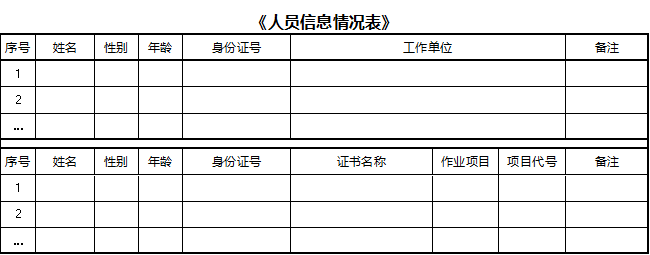 《人员信息情况表》
序号 姓名 性别 年龄 身份证号 工作单位 备注
1
2
...
序号 姓名 性别 年龄 身份证号 证书名称 作业项目 项目代号 备注
1
2
...